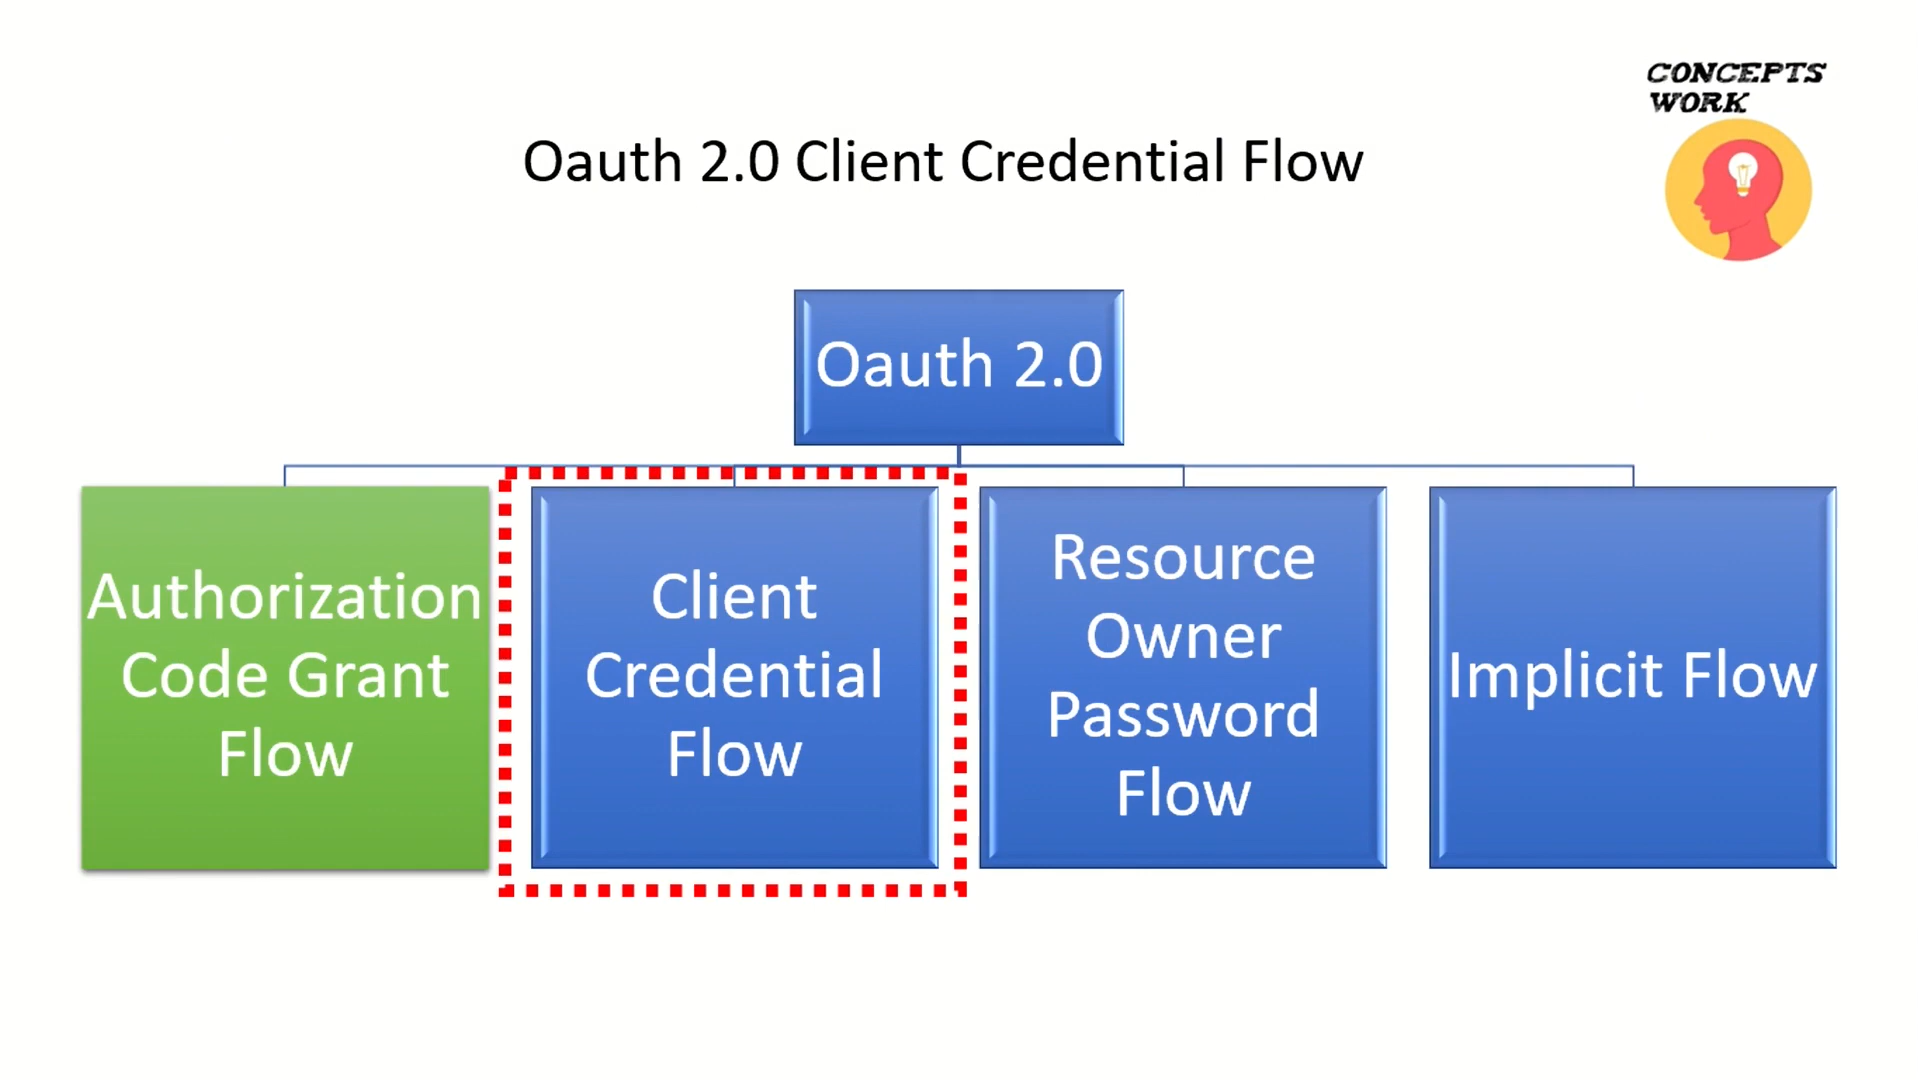 CONCEPTS
WORK
Oauth 2.0 Client Credential Flow
Oauth 2.0
Authorization
Code Grant
Flow
Client
Credential
Flow
Resource
Owner
Password
Flow
Implicit Flow